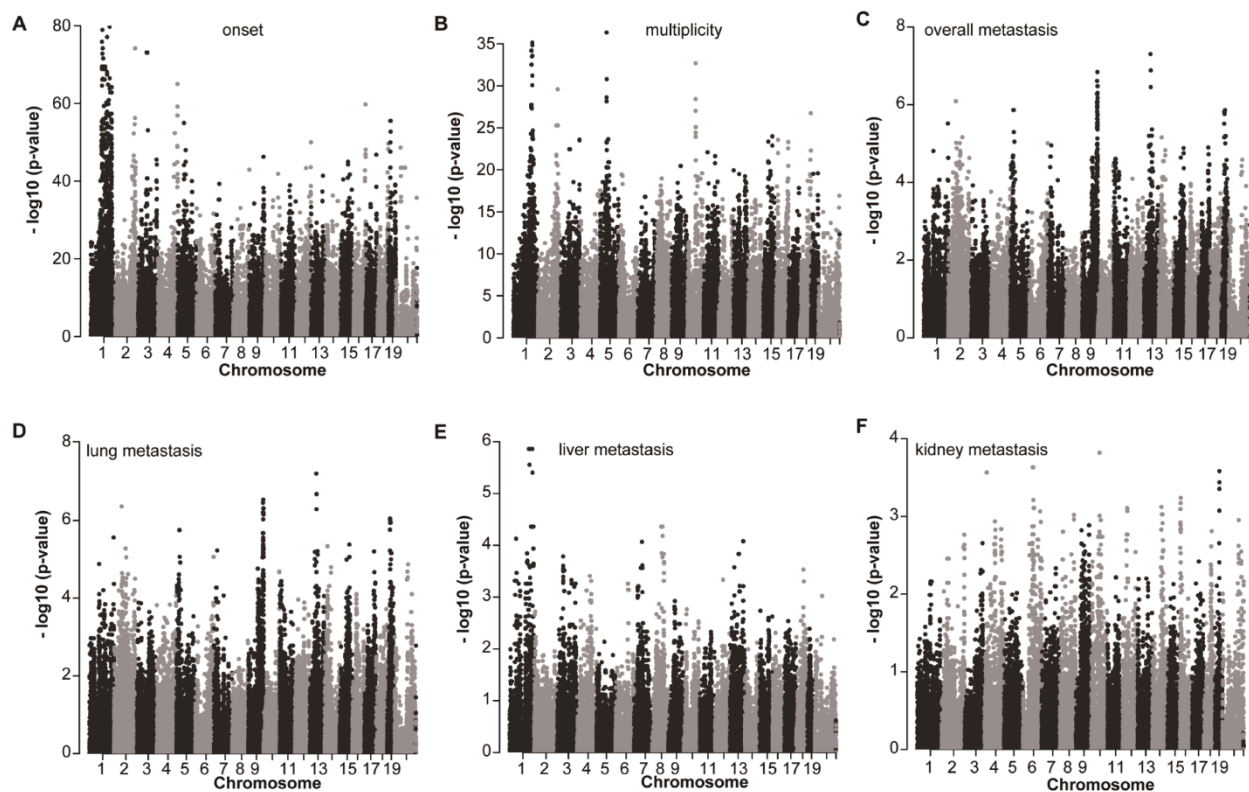 A
onset
80
60
40
20
0
- log10 (p-value)
1 2 3 4 5 6 7 8 9 11 13 15 17 19
Chromosome
B
multiplicity
35
30
25
20
15
10
5
0
- log10 (p-value)
1 2 3 4 5 6 7 8 9 11 13 15 17 19
Chromosome
C
overall metastasis
8
6
4
2
0
- log10 (p-value)
1 2 3 4 5 6 7 8 9 11 13 15 17 19
Chromosome
D
lung metastasis
8
6
4
2
0
- log10 (p-value)
1 2 3 4 5 6 7 8 9 11 13 15 17 19
Chromosome
E
liver metastasis
6
5
4
3
2
1
0
- log10 (p-value)
1 2 3 4 5 6 7 8 9 11 13 15 17 19
Chromosome
F
kidney metastasis
4
3
2
1
0
- log10 (p-value)
1 2 3 4 5 6 7 8 9 11 13 15 17 19
Chromosome